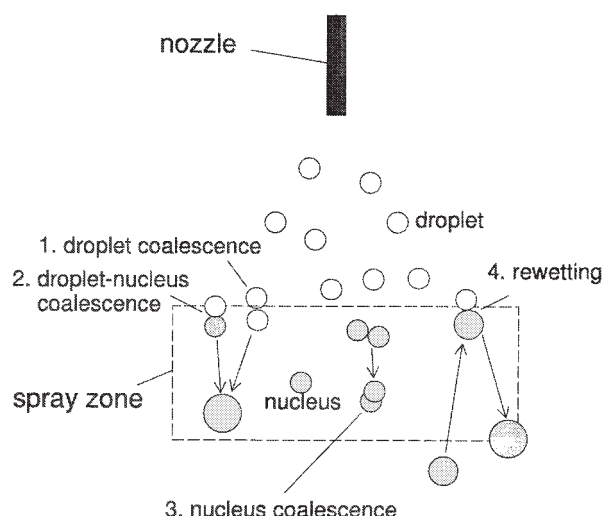 nozzle
droplet
1. droplet coalescence
2. droplet-nucleus
coalescence
4. rewetting
spray zone
nucleus
3. nucleus coalescence